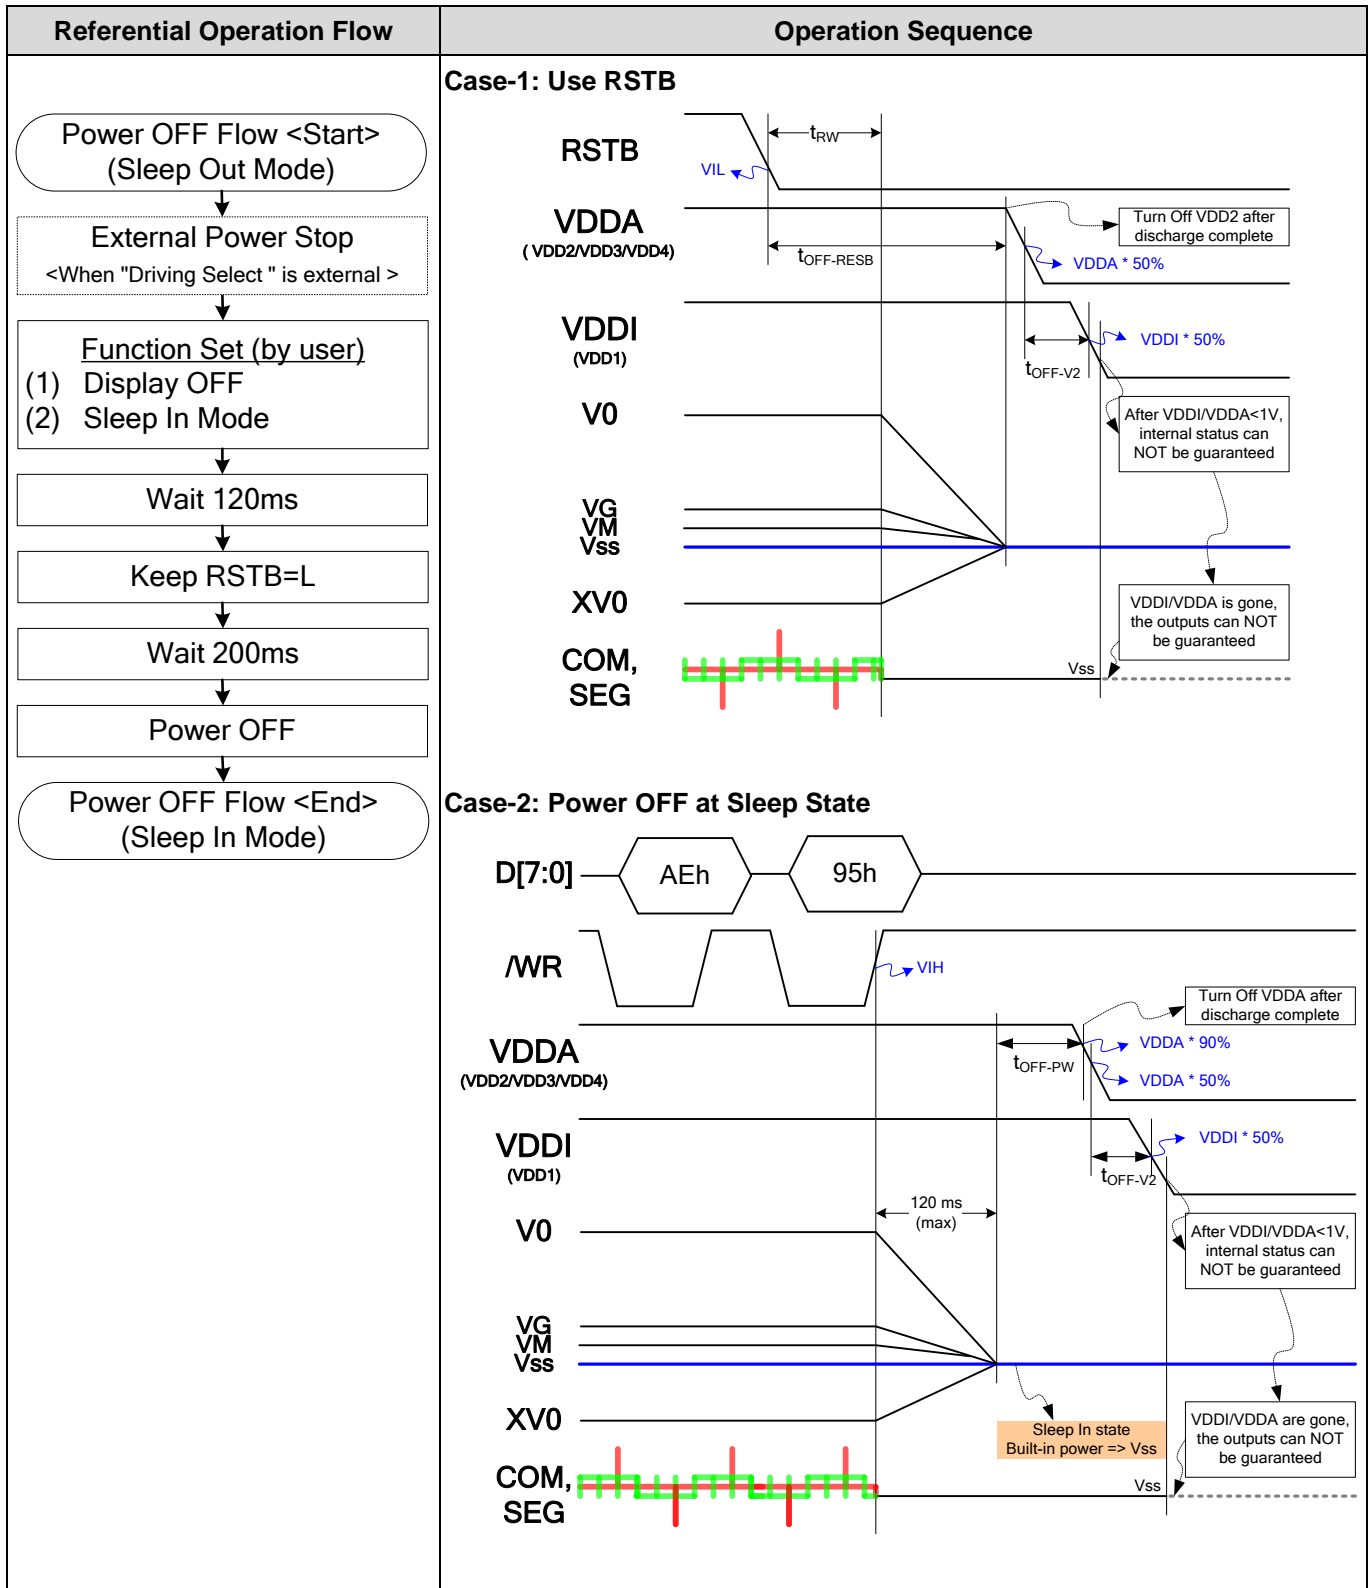 Referential Operation Flow
Operation Sequence
Power OFF Flow <Start>
(Sleep Out Mode)
External Power Stop
<When "Driving Select " is external >
Function Set (by user)
(1) Display OFF
(2) Sleep In Mode
Wait 120ms
Keep RSTB=L
Wait 200ms
Power OFF
Power OFF Flow <End>
(Sleep In Mode)
Case-1: Use RSTB
RSTB
tRW
VIL
VDDA
( VDD2/VDD3/VDD4)
tOFF-RESB
Turn Off VDD2 after
discharge complete
VDDA * 50%
VDDI
(VDD1)
VDDI * 50%
tOFF-V2
V0
After VDDI/VDDA<1V,
internal status can
NOT be guaranteed
VG
VM
Vss
XV0
VDDI/VDDA is gone,
the outputs can NOT
be guaranteed
COM,
SEG
Vss
Case-2: Power OFF at Sleep State
D[7:0]
AEh
95h
/WR
VIH
Turn Off VDDA after
discharge complete
VDDA
(VDD2/VDD3/VDD4)
tOFF-PW
VDDA * 90%
VDDA * 50%
VDDI
(VDD1)
VDDI * 50%
tOFF-V2
120 ms
(max)
V0
After VDDI/VDDA<1V,
internal status can
NOT be guaranteed
VG
VM
Vss
XV0
Sleep In state
Built-in power => Vss
VDDI/VDDA are gone,
the outputs can NOT
be guaranteed
COM,
SEG
Vss